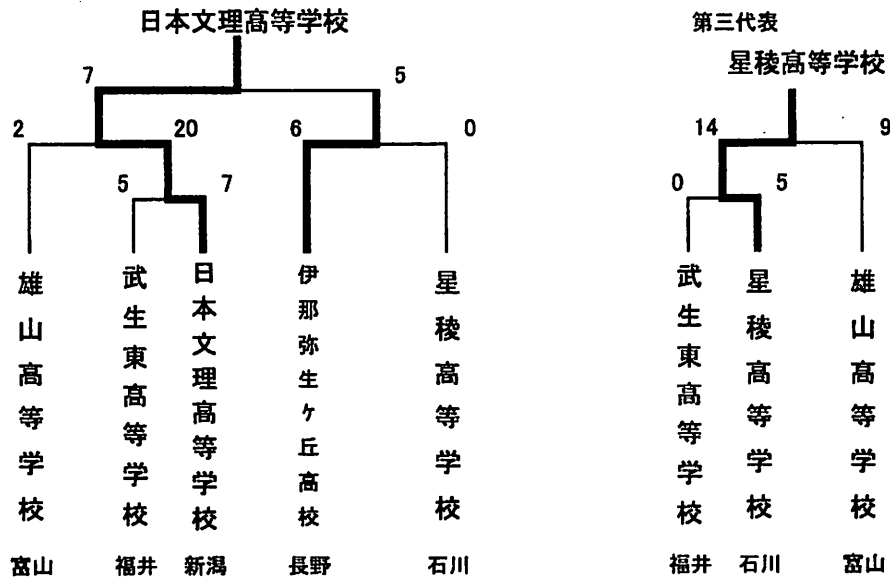 日本文理高等学校
7
5
2
20
6
0
5
7
雄山高等学校
武生東高等学校
日本文理高等学校
伊那弥生ケ丘高校
星稜高等学校
富山
福井
新潟
長野
石川
第三代表
星稜高等学校
14
9
0
5
武生東高等学校
星稜高等学校
雄山高等学校
福井
石川
富山